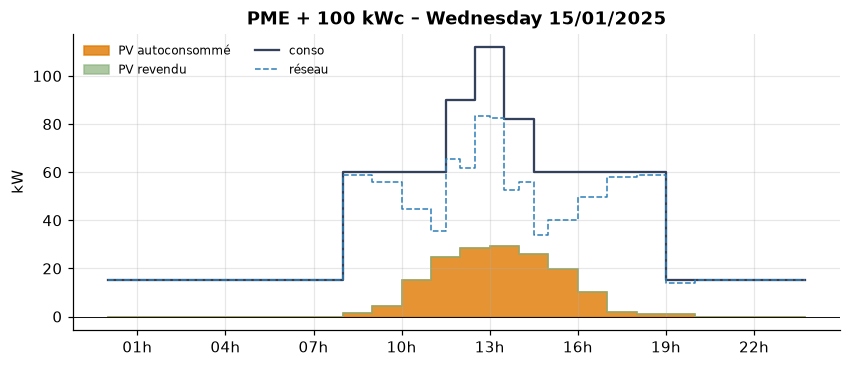 PME + 100 kWc – Wednesday 15/01/2025
PV autoconsommé
PV revendu
conso
réseau
kW
100
80
60
40
20
0
01h 04h 07h 10h 13h 16h 19h 22h